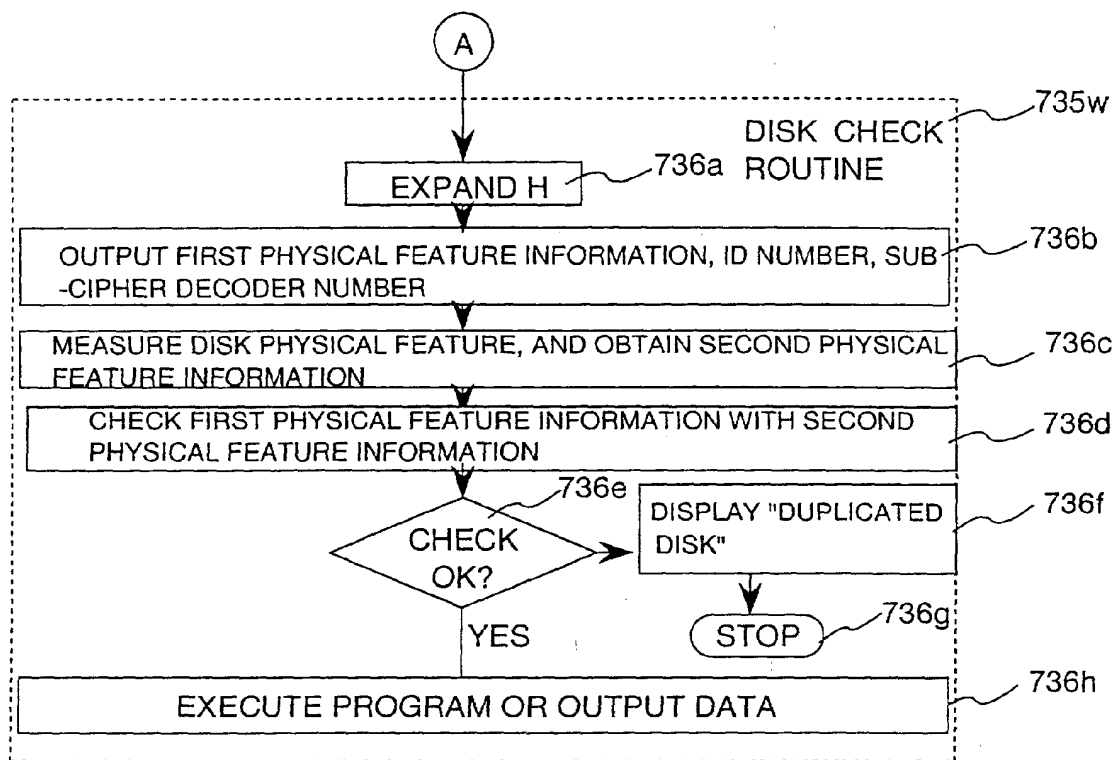 A
735w
DISK CHECK
ROUTINE
736a
EXPAND H
736b
OUTPUT FIRST PHYSICAL FEATURE INFORMATION, ID NUMBER, SUB
-CIPHER DECODER NUMBER
736c
MEASURE DISK PHYSICAL FEATURE, AND OBTAIN SECOND PHYSICAL
FEATURE INFORMATION
736d
CHECK FIRST PHYSICAL FEATURE INFORMATION WITH SECOND
PHYSICAL FEATURE INFORMATION
736e
CHECK
OK?
736f
DISPLAY "DUPLICATED
DISK"
YES
STOP
736g
736h
EXECUTE PROGRAM OR OUTPUT DATA